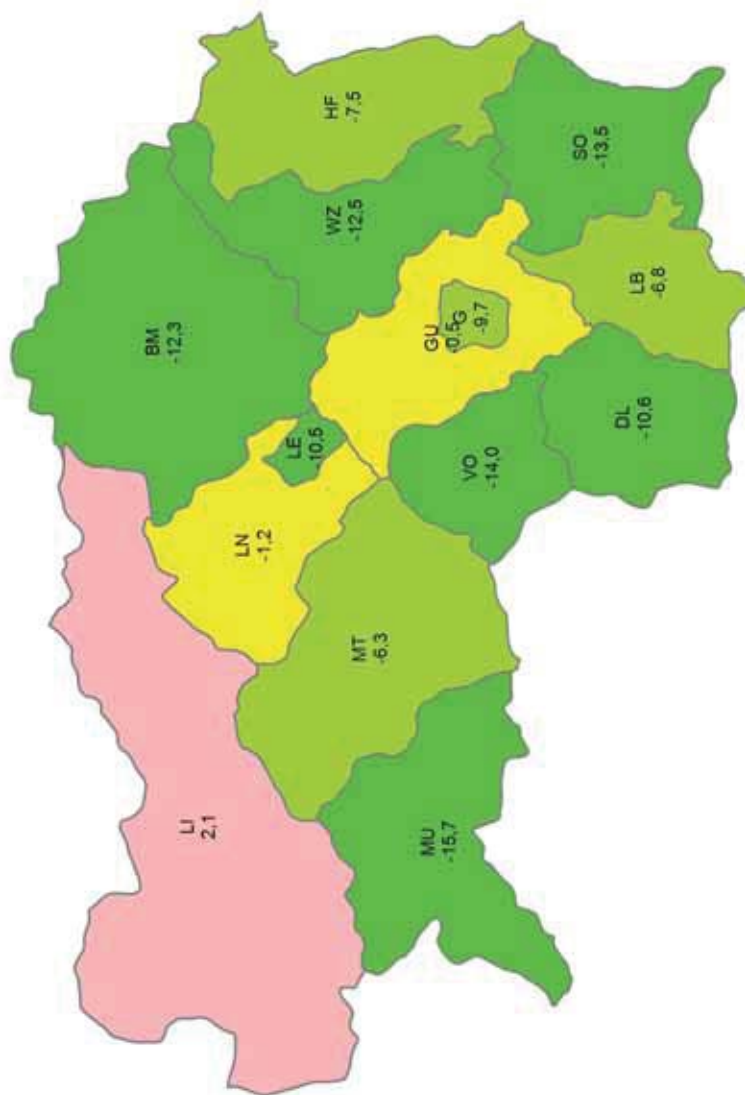 BM
-12,3
LI
2,1
LN
-1,2
LE
-10,5
WZ
-12,5
HF
-7,5
MT
-6,3
MU
-15,7
GU
G
-9,7
VO
-14,0
SO
-13,5
DL
-10,6
LB
-6,8